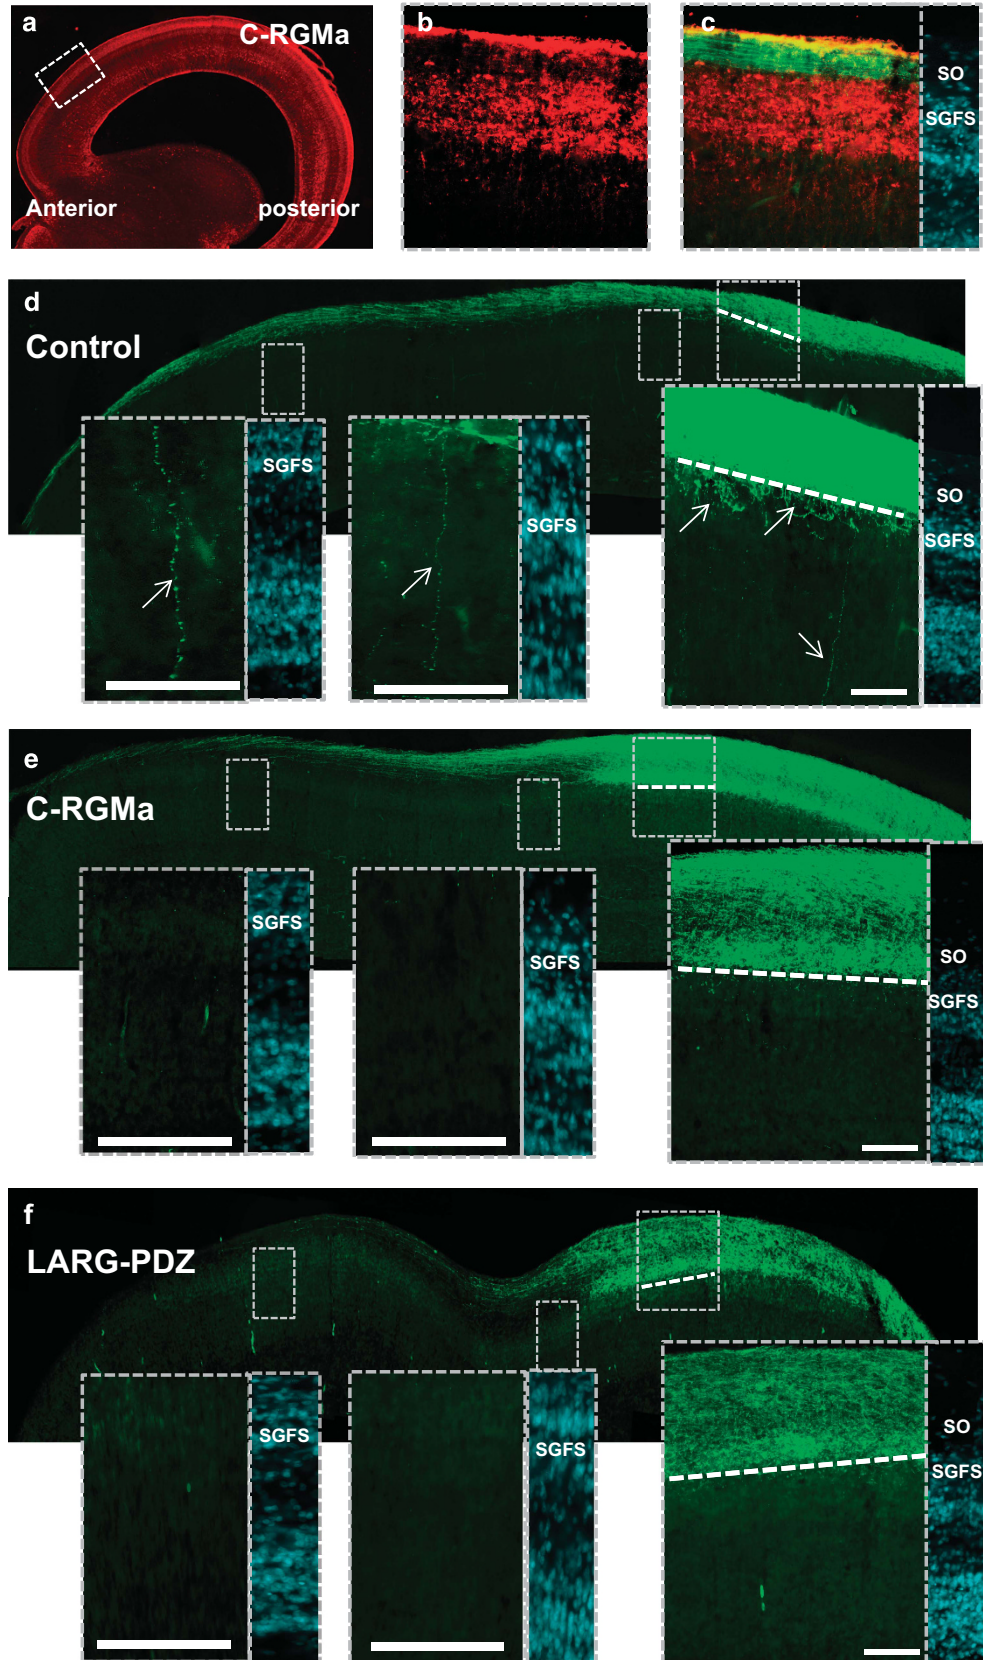 a
C-RGMa
Anterior
posterior
b
c
SO
SGFS
d
Control
SGFS
SGFS
SO
SGFS
e
C-RGMa
SGFS
SGFS
SO
SGFS
f
LARG-PDZ
SGFS
SGFS
SO
SGFS